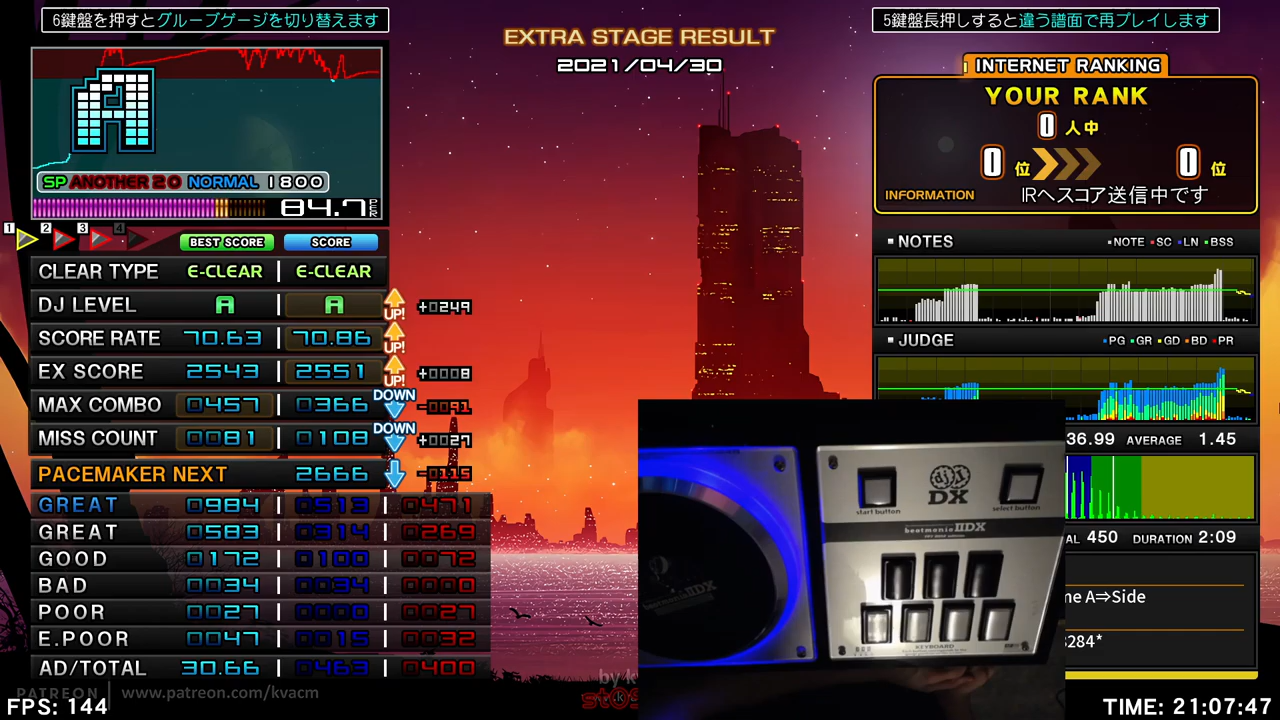 6鍵盤を押すとグループゲージを切り替えます
5鍵盤長押しすると違う譜面で再プレイします
EXTRA STAGE RESULT
2021/04/30
A
SP ANOTHER 20 NORMAL 1800
84.7 PER
1 2 3 4
BEST SCORE SCORE
CLEAR TYPE E-CLEAR E-CLEAR
DJ LEVEL A A UP! +0249
SCORE RATE 70.63 70.86 UP!
EX SCORE 2543 2551 UP! +0008
MAX COMBO 0457 0366 DOWN -0091
MISS COUNT 0081 0108 DOWN +0027
PACEMAKER NEXT 2666 -0115
GREAT 0984 0513 0471
GREAT 0583 0314 0269
GOOD 0172 0100 0072
BAD 0034 0034 0000
POOR 0027 0000 0027
E.POOR 0047 0015 0032
AD/TOTAL 30.66 0463 0400
PATREON | www.patreon.com/kvacm
FPS: 144
INTERNET RANKING
YOUR RANK
0人中
0位 0位
INFORMATION IRへスコア送信中です
NOTES NOTE SC LN BSS
JUDGE PG GR GD BD PR
36.99 AVERAGE 1.45
AL 450 DURATION 2:09
ne A⇒Side
284*
start button
DX
select button
beatmania IIDX
KEYBOARD
by k
TIME: 21:07:47